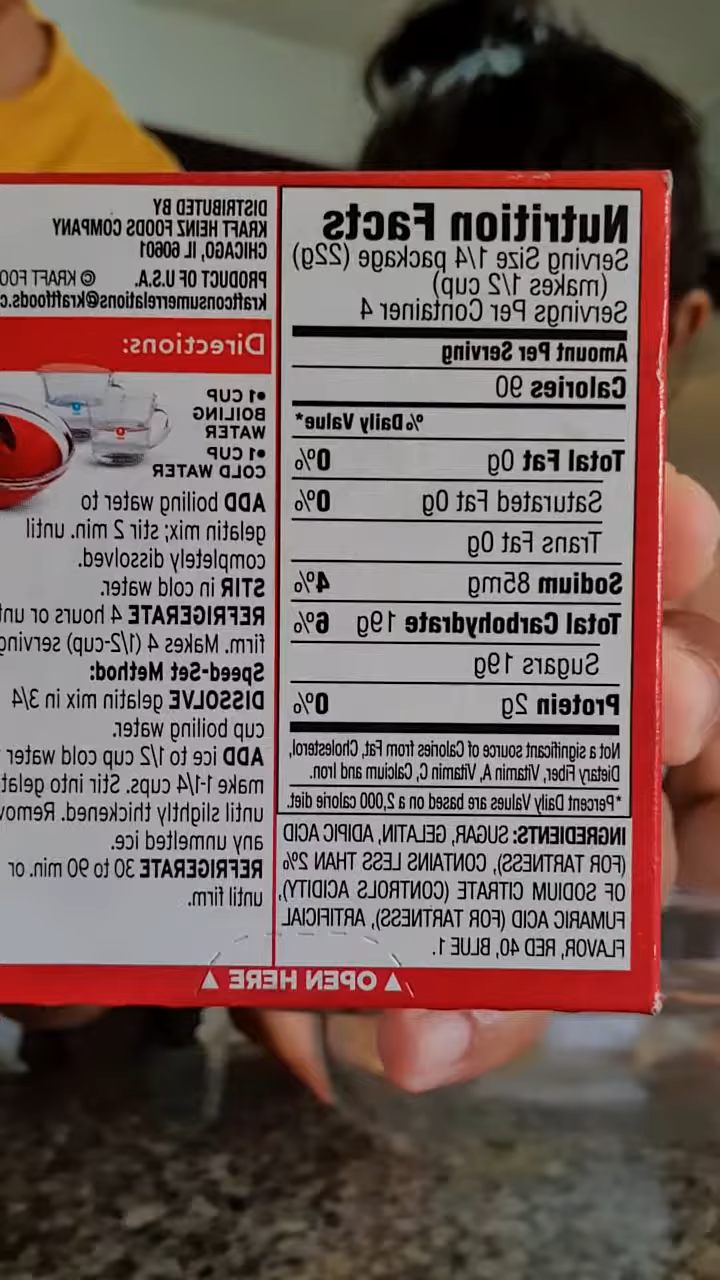 Nutrition Facts
Serving Size 1/4 package (22g)
(makes 1/2 cup)
Servings Per Container 4
Amount Per Serving
Calories 90
% Daily Value*
Total Fat 0g 0%
Saturated Fat 0g 0%
Trans Fat 0g
Sodium 85mg 4%
Total Carbohydrate 19g 6%
Sugars 19g
Protein 2g 0%
Not a significant source of Calories from Fat, Cholesterol,
Dietary Fiber, Vitamin A, Vitamin C, Calcium and Iron.
*Percent Daily Values are based on a 2,000 calorie diet.
INGREDIENTS: SUGAR, GELATIN, ADIPIC ACID
(FOR TARTNESS), CONTAINS LESS THAN 2%
OF SODIUM CITRATE (CONTROLS ACIDITY),
FUMARIC ACID (FOR TARTNESS), ARTIFICIAL
FLAVOR, RED 40, BLUE 1.
DISTRIBUTED BY
KRAFT HEINZ FOODS COMPANY
CHICAGO, IL 60601
PRODUCT OF U.S.A. © KRAFT FOO
kraftconsumerrelations@kraftfoods.c
Directions:
•1 CUP
BOILING
WATER
•1 CUP
COLD WATER
ADD boiling water to
gelatin mix; stir 2 min. until
completely dissolved.
STIR in cold water.
REFRIGERATE 4 hours or unt
firm. Makes 4 (1/2-cup) serving
Speed-Set Method:
DISSOLVE gelatin mix in 3/4
cup boiling water.
ADD ice to 1/2 cup cold water
make 1-1/4 cups. Stir into gelat
until slightly thickened. Remov
any unmelted ice.
REFRIGERATE 30 to 90 min. or
until firm.
▲ OPEN HERE ▲